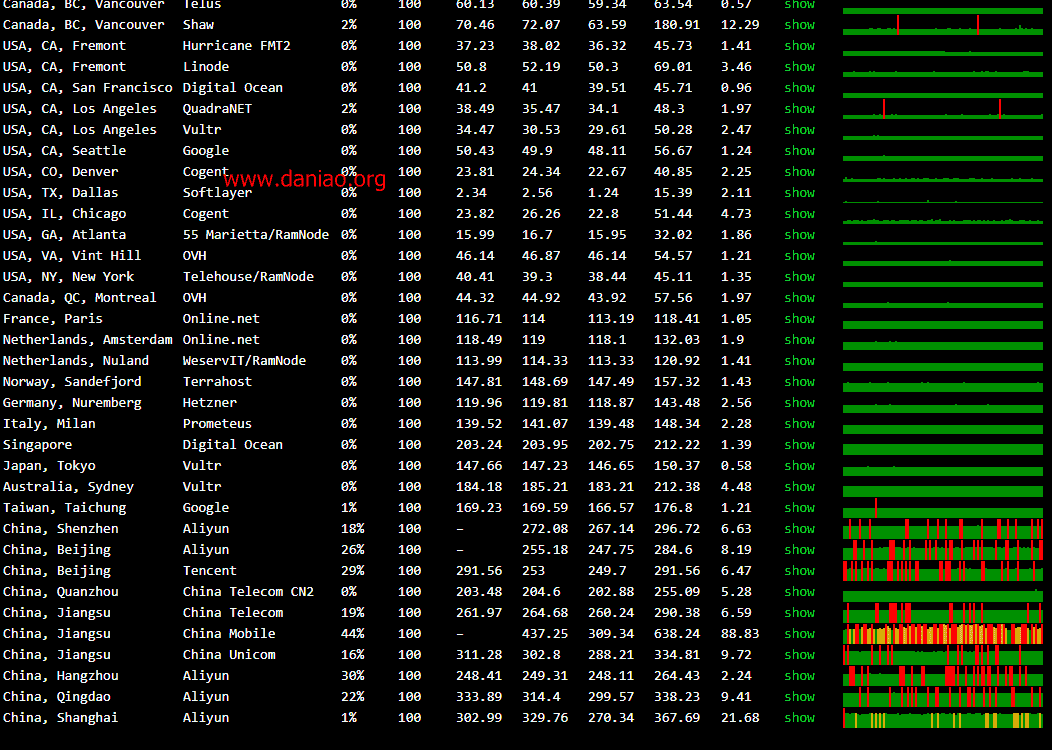 Canada, BC, Vancouver Telus 0% 100 60.13 60.39 59.34 63.54 0.57 show
Canada, BC, Vancouver Shaw 2% 100 70.46 72.07 63.59 180.91 12.29 show
USA, CA, Fremont Hurricane FMT2 0% 100 37.23 38.02 36.32 45.73 1.41 show
USA, CA, Fremont Linode 0% 100 50.8 52.19 50.3 69.01 3.46 show
USA, CA, San Francisco Digital Ocean 0% 100 41.2 41 39.51 45.71 0.96 show
USA, CA, Los Angeles QuadraNET 2% 100 38.49 35.47 34.1 48.3 1.97 show
USA, CA, Los Angeles Vultr 0% 100 34.47 30.53 29.61 50.28 2.47 show
USA, CA, Seattle Google 0% 100 50.43 49.9 48.11 56.67 1.24 show
USA, CO, Denver Cogent 0% 100 23.81 24.34 22.67 40.85 2.25 show
www.daniao.org
USA, TX, Dallas Softlayer 0% 100 2.34 2.56 1.24 15.39 2.11 show
USA, IL, Chicago Cogent 0% 100 23.82 26.26 22.8 51.44 4.73 show
USA, GA, Atlanta 55 Marietta/RamNode 0% 100 15.99 16.7 15.95 32.02 1.86 show
USA, VA, Vint Hill OVH 0% 100 46.14 46.87 46.14 54.57 1.21 show
USA, NY, New York Telehouse/RamNode 0% 100 40.41 39.3 38.44 45.11 1.35 show
Canada, QC, Montreal OVH 0% 100 44.32 44.92 43.92 57.56 1.97 show
France, Paris Online.net 0% 100 116.71 114 113.19 118.41 1.05 show
Netherlands, Amsterdam Online.net 0% 100 118.49 119 118.1 132.03 1.9 show
Netherlands, Nuland WeservIT/RamNode 0% 100 113.99 114.33 113.33 120.92 1.41 show
Norway, Sandefjord Terrahost 0% 100 147.81 148.69 147.49 157.32 1.43 show
Germany, Nuremberg Hetzner 0% 100 119.96 119.81 118.87 143.48 2.56 show
Italy, Milan Prometeus 0% 100 139.52 141.07 139.48 148.34 2.28 show
Singapore Digital Ocean 0% 100 203.24 203.95 202.75 212.22 1.39 show
Japan, Tokyo Vultr 0% 100 147.66 147.23 146.65 150.37 0.58 show
Australia, Sydney Vultr 0% 100 184.18 185.21 183.21 212.38 4.48 show
Taiwan, Taichung Google 1% 100 169.23 169.59 166.57 176.8 1.21 show
China, Shenzhen Aliyun 18% 100 – 272.08 267.14 296.72 6.63 show
China, Beijing Aliyun 26% 100 – 255.18 247.75 284.6 8.19 show
China, Beijing Tencent 29% 100 291.56 253 249.7 291.56 6.47 show
China, Quanzhou China Telecom CN2 0% 100 203.48 204.6 202.88 255.09 5.28 show
China, Jiangsu China Telecom 19% 100 261.97 264.68 260.24 290.38 6.59 show
China, Jiangsu China Mobile 44% 100 – 437.25 309.34 638.24 88.83 show
China, Jiangsu China Unicom 16% 100 311.28 302.8 288.21 334.81 9.72 show
China, Hangzhou Aliyun 30% 100 248.41 249.31 248.11 264.43 2.24 show
China, Qingdao Aliyun 22% 100 333.89 314.4 299.57 338.23 9.41 show
China, Shanghai Aliyun 1% 100 302.99 329.76 270.34 367.69 21.68 show